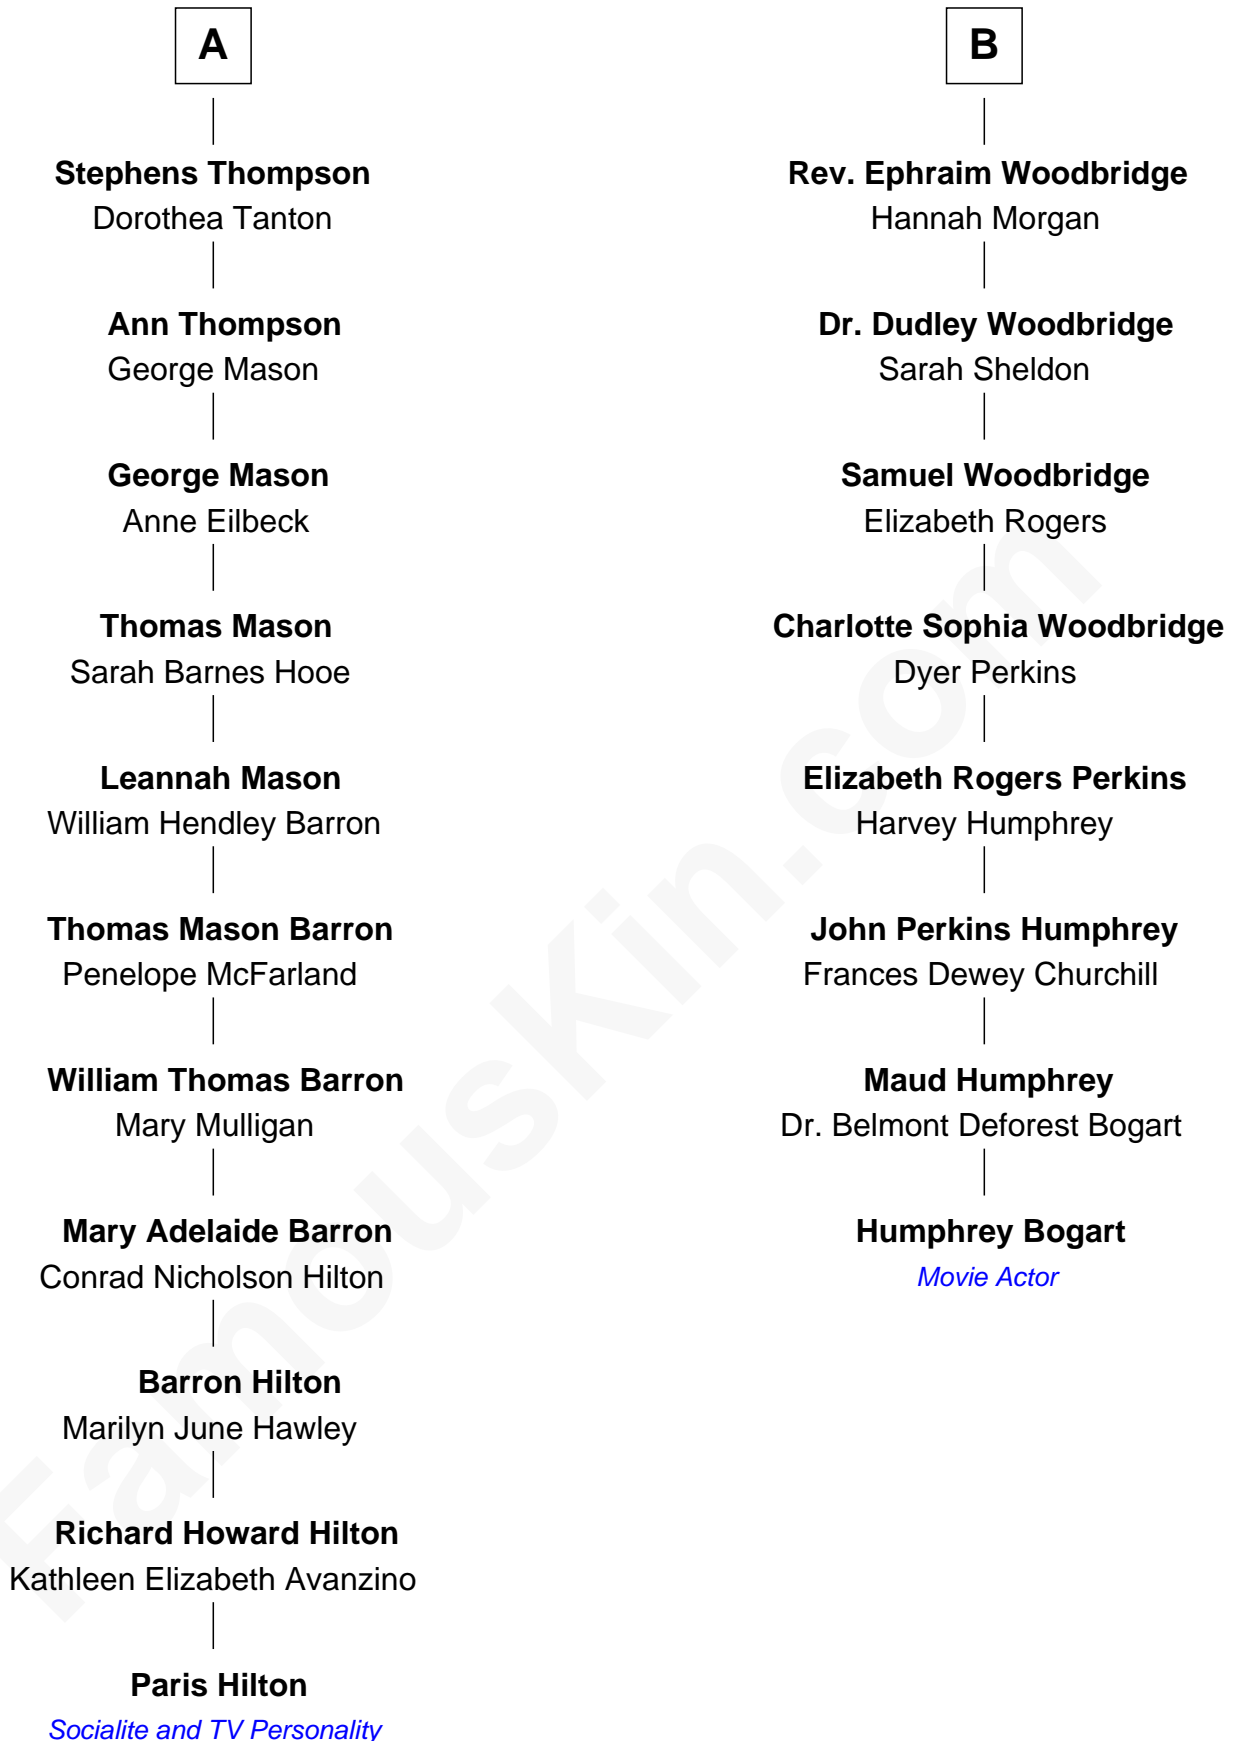 A
Stephens Thompson
Dorothea Tanton
Ann Thompson
George Mason
George Mason
Anne Eilbeck
Thomas Mason
Sarah Barnes Hooe
Leannah Mason
William Hendley Barron
Thomas Mason Barron
Penelope McFarland
William Thomas Barron
Mary Mulligan
Mary Adelaide Barron
Conrad Nicholson Hilton
Barron Hilton
Marilyn June Hawley
Richard Howard Hilton
Kathleen Elizabeth Avanzino
Paris Hilton
Socialite and TV Personality
B
Rev. Ephraim Woodbridge
Hannah Morgan
Dr. Dudley Woodbridge
Sarah Sheldon
Samuel Woodbridge
Elizabeth Rogers
Charlotte Sophia Woodbridge
Dyer Perkins
Elizabeth Rogers Perkins
Harvey Humphrey
John Perkins Humphrey
Frances Dewey Churchill
Maud Humphrey
Dr. Belmont Deforest Bogart
Humphrey Bogart
Movie Actor
FamousKin.com